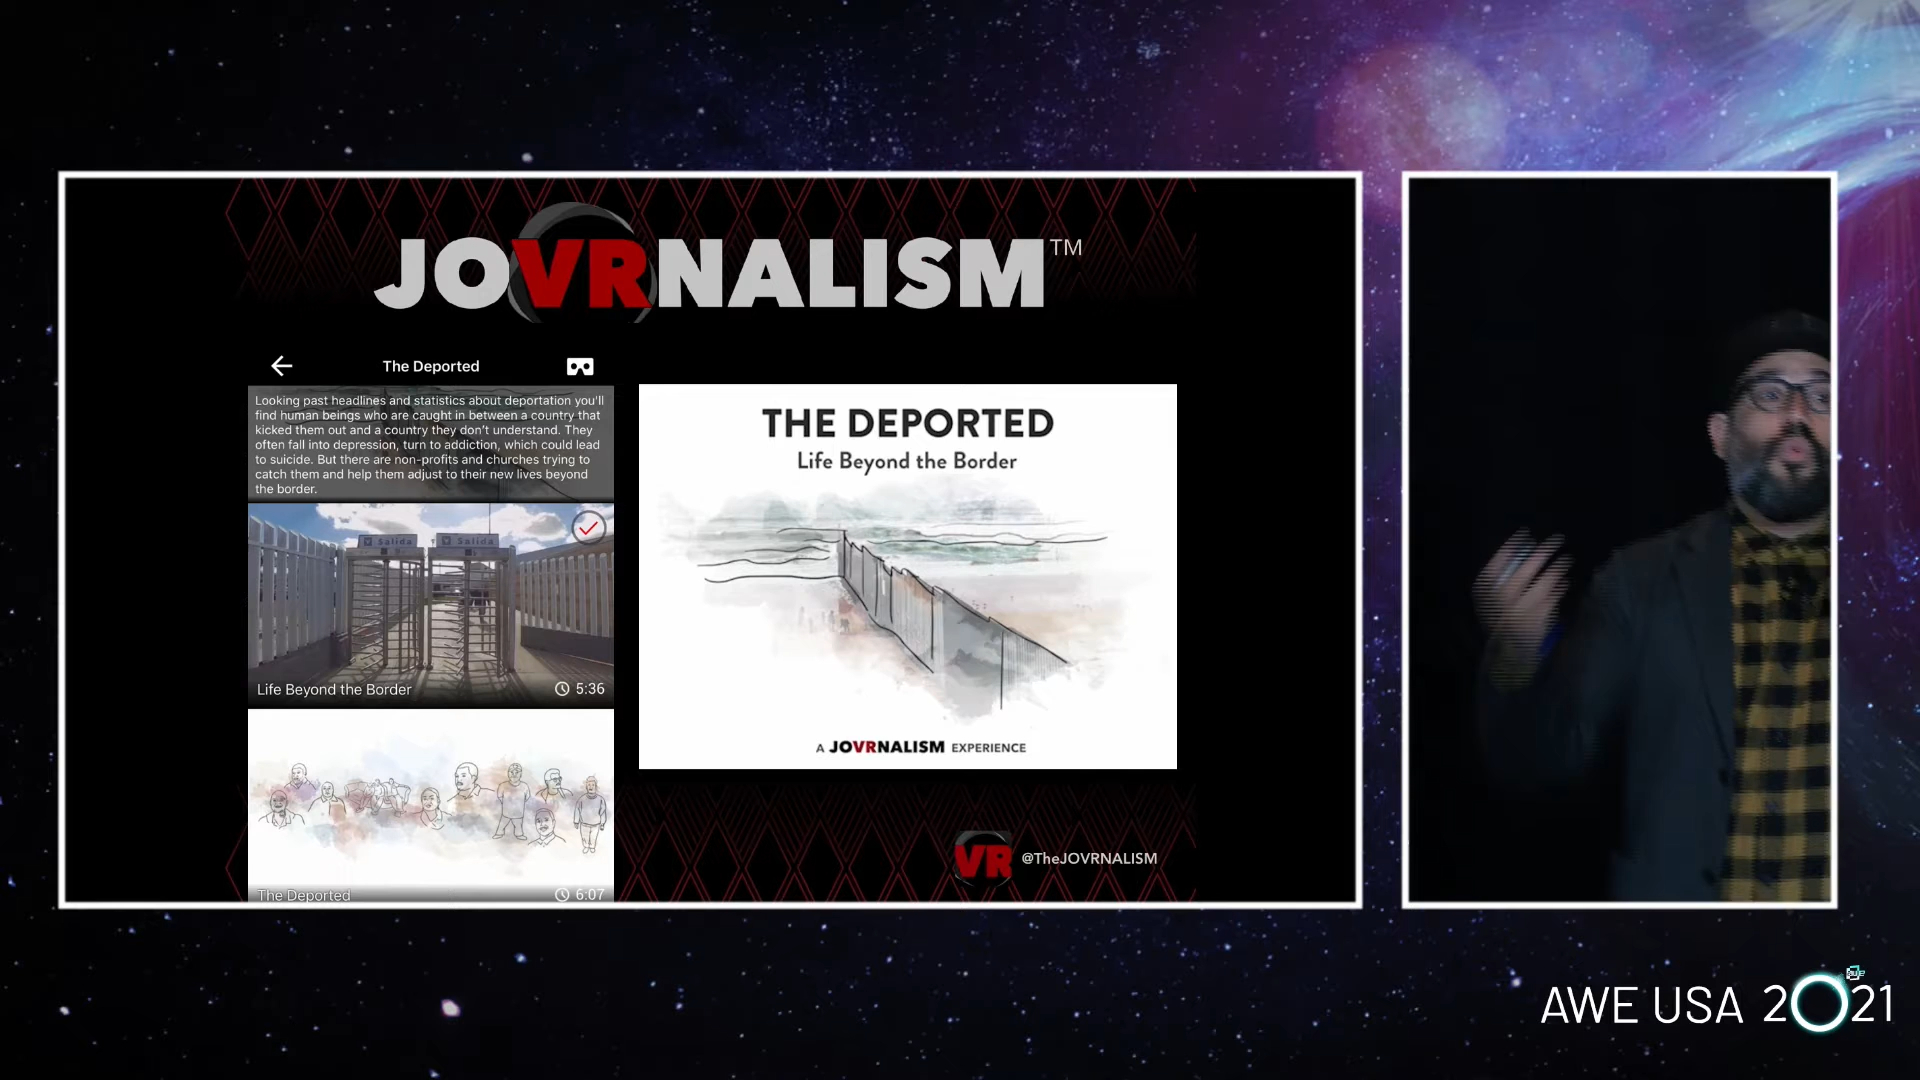 JOVRNALISM™
The Deported
Looking past headlines and statistics about deportation you'll
find human beings who are caught in between a country that
kicked them out and a country they don't understand. They
often fall into depression, turn to addiction, which could lead
to suicide. But there are non-profits and churches trying to
catch them and help them adjust to their new lives beyond
the border.
Salida
Salida
Life Beyond the Border
5:36
The Deported
6:07
THE DEPORTED
Life Beyond the Border
A JOVRNALISM EXPERIENCE
VR @TheJOVRNALISM
AWE USA 2021